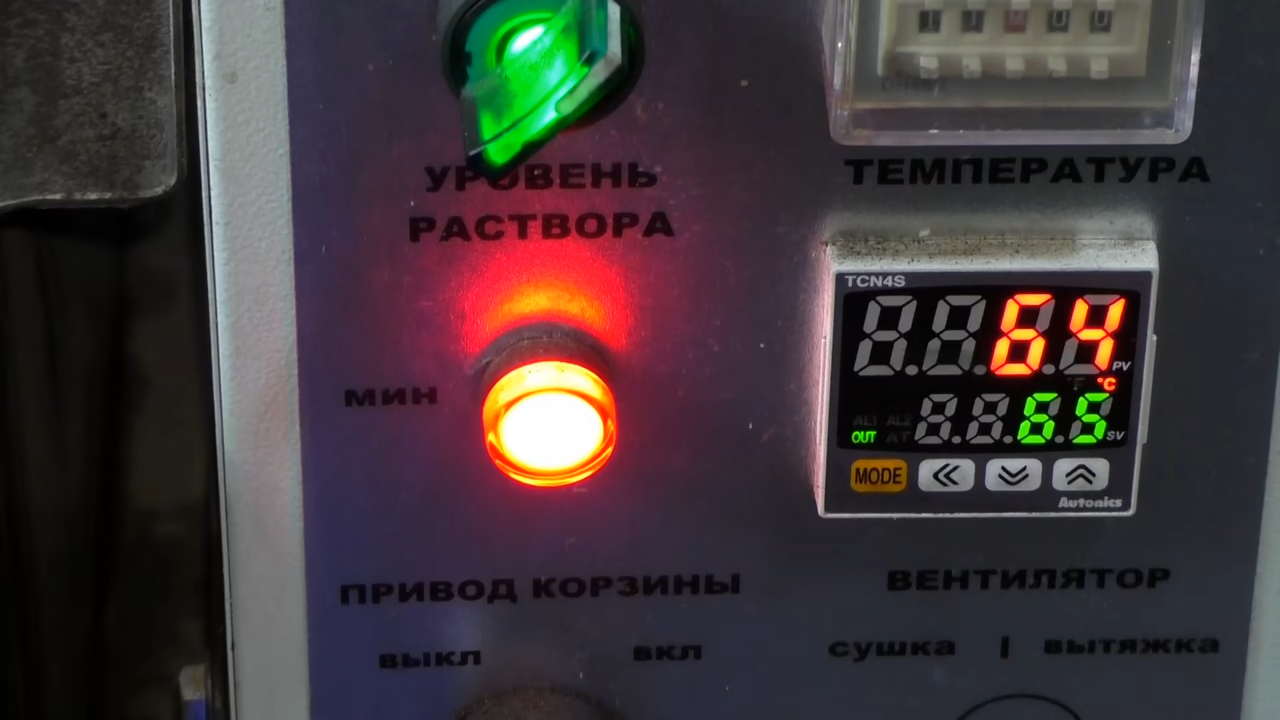 УРОВЕНЬ
РАСТВОРА
МИН
ПРИВОД КОРЗИНЫ
ВЫКЛ ВКЛ
ТЕМПЕРАТУРА
TCN4S
64 PV
°C
AL1 AL2
OUT AT 65 SV
MODE
Autonics
ВЕНТИЛЯТОР
СУШКА | ВЫТЯЖКА